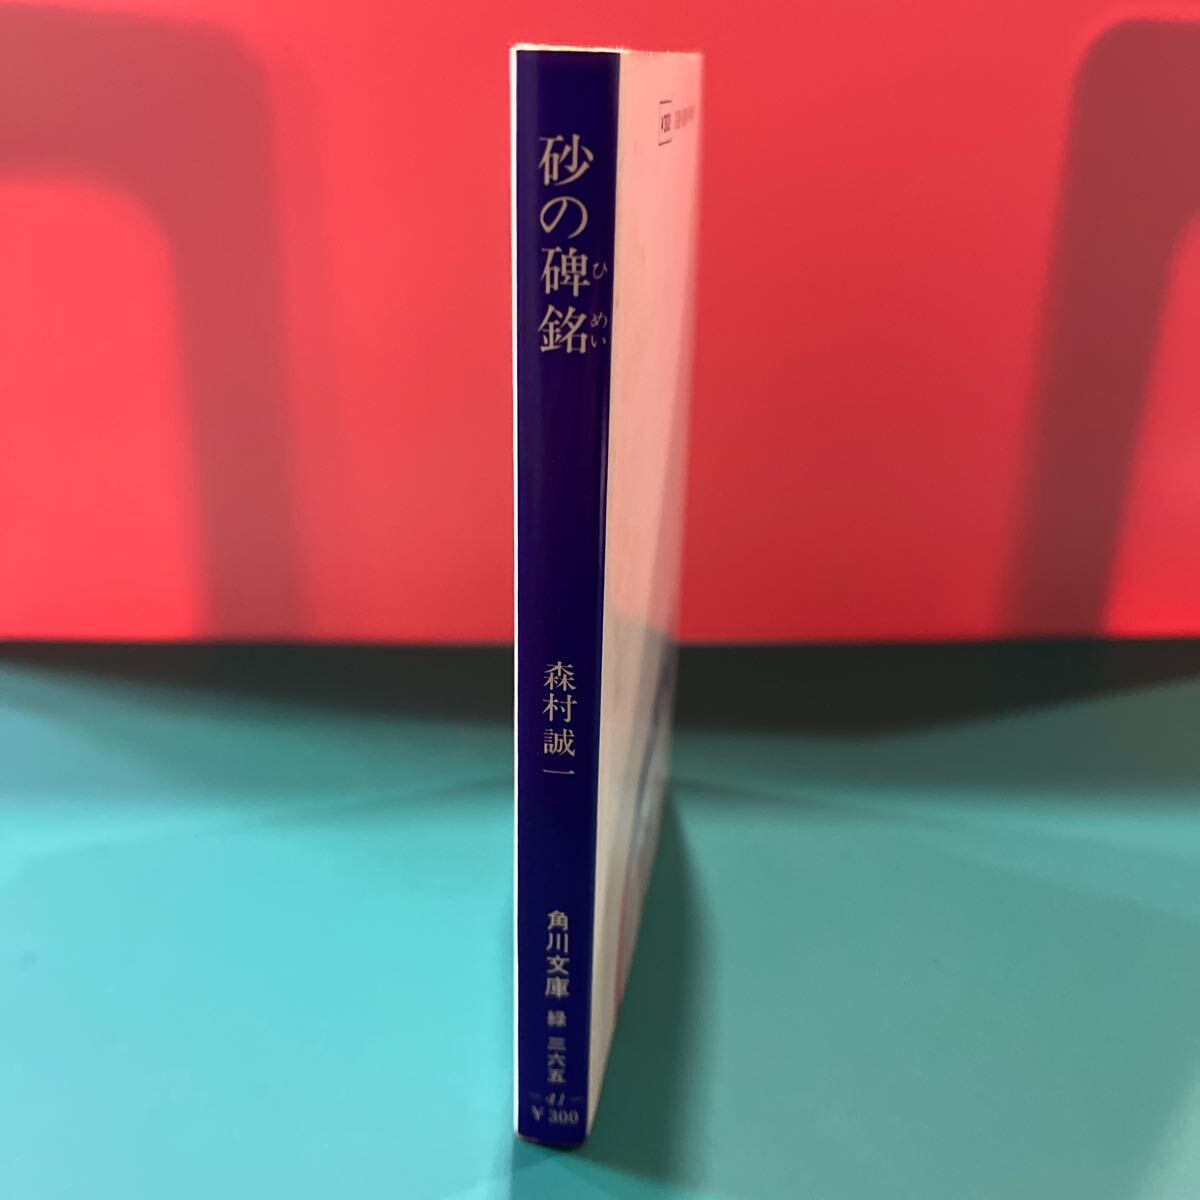 砂の碑銘
ひめい
森村誠一
角川文庫
緑 三六五
—41—
¥300
¥300